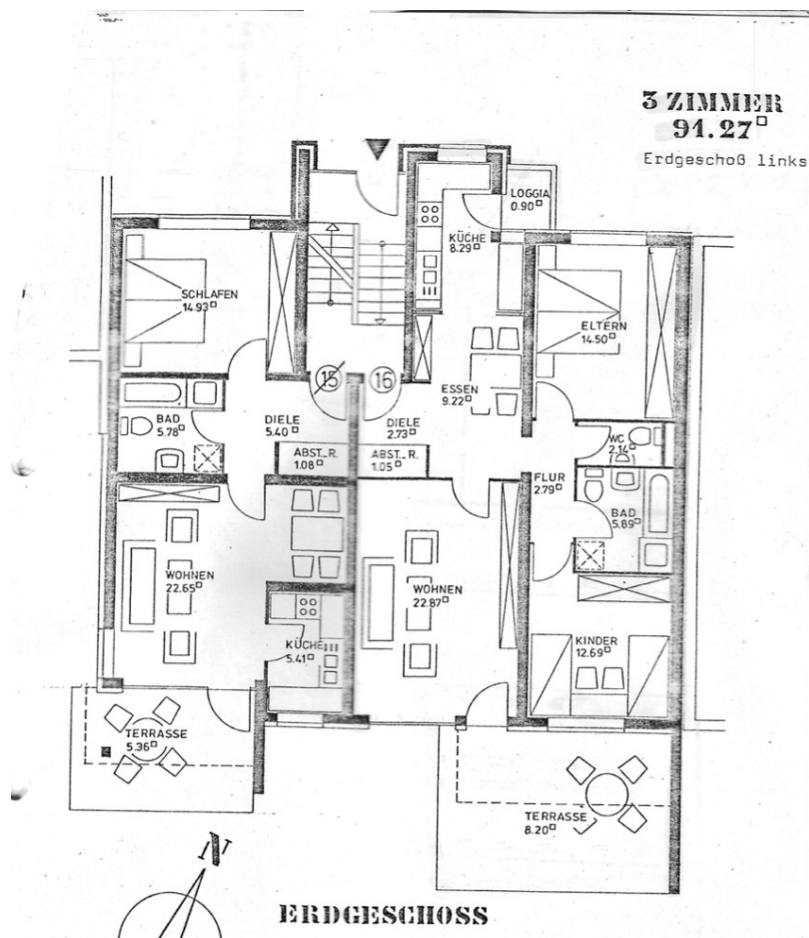 3 ZIMMER
91.27□
Erdgeschoß links
LOGGIA
0.90□
KÜCHE
8.29□
SCHLAFEN
14.93□
ELTERN
14.50□
15
16
ESSEN
9.22□
BAD
5.78□
DIELE
5.40□
DIELE
2.73□
WC
2.14□
ABST.R.
1.08□
ABST.R.
1.05□
FLUR
2.79□
BAD
5.89□
WOHNEN
22.65□
WOHNEN
22.87□
KÜCHE
5.41□
KINDER
12.69□
TERRASSE
5.36□
TERRASSE
8.20□
N
ERDGESCHOSS